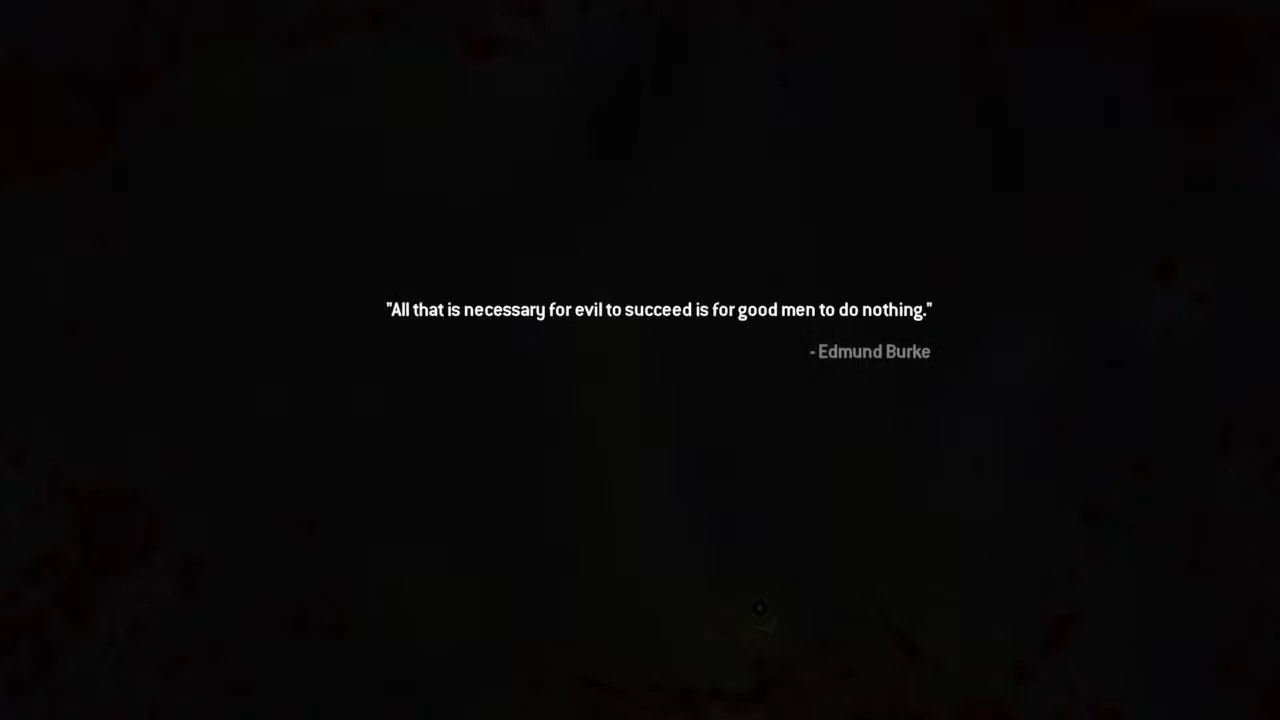 "All that is necessary for evil to succeed is for good men to do nothing."
- Edmund Burke